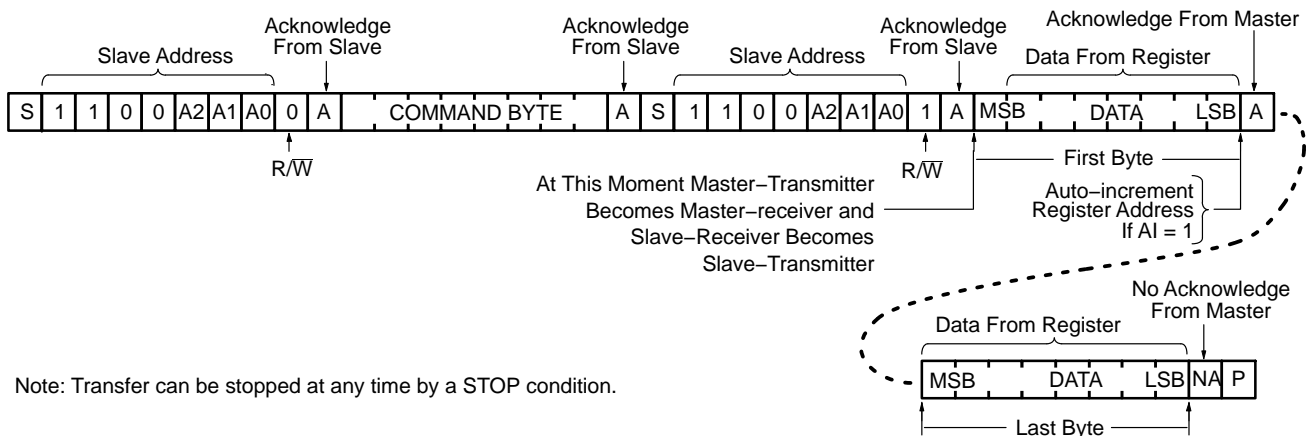 Acknowledge From Slave
Acknowledge From Slave
Acknowledge From Slave
Acknowledge From Master
Slave Address
Slave Address
Data From Register
S 1 1 0 0 A2 A1 A0 0 A COMMAND BYTE A S 1 1 0 0 A2 A1 A0 1 A MSB DATA LSB A
R/W̅
R/W̅
First Byte
At This Moment Master−Transmitter
Becomes Master−receiver and
Slave−Receiver Becomes
Slave−Transmitter
Auto−increment
Register Address
If AI = 1
No Acknowledge
From Master
Data From Register
MSB DATA LSB NA P
Last Byte
Note: Transfer can be stopped at any time by a STOP condition.